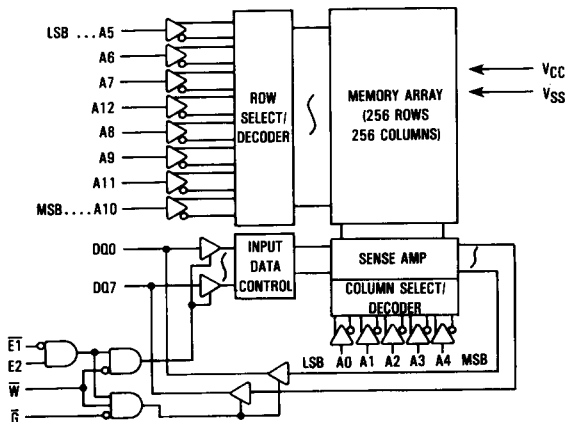 LSB ... A5
A6
A7
A12
A8
A9
A11
MSB.... A10
ROW
SELECT/
DECODER
MEMORY ARRAY
(256 ROWS
256 COLUMNS)
VCC
VSS
DQ0
DQ7
INPUT
DATA
CONTROL
SENSE AMP
COLUMN SELECT/
DECODER
LSB A0 A1 A2 A3 A4 MSB
E1
E2
W
G